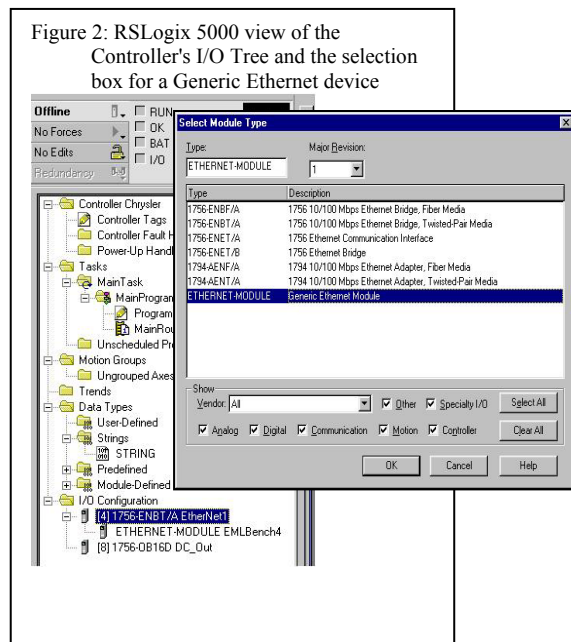 Figure 2: RSLogix 5000 view of the
Controller's I/O Tree and the selection
box for a Generic Ethernet device
Offline
RUN
No Forces
OK
No Edits
BAT
Redundancy
I/O
Controller Chrysler
Controller Tags
Controller Fault H
Power-Up Handl
Tasks
MainTask
MainProgram
Program
MainRou
Unscheduled Pr
Motion Groups
Ungrouped Axes
Trends
Data Types
User-Defined
Strings
STRING
Predefined
Module-Defined
I/O Configuration
[4] 1756-ENBT/A EtherNet1
ETHERNET-MODULE EMLBench4
[8] 1756-OB16D DC_Out
Select Module Type
Type:
Major Revision:
ETHERNET-MODULE
1
Type Description
1756-ENBF/A 1756 10/100 Mbps Ethernet Bridge, Fiber Media
1756-ENBT/A 1756 10/100 Mbps Ethernet Bridge, Twisted-Pair Media
1756-ENET/A 1756 Ethernet Communication Interface
1756-ENET/B 1756 Ethernet Bridge
1794-AENF/A 1794 10/100 Mbps Ethernet Adapter, Fiber Media
1794-AENT/A 1794 10/100 Mbps Ethernet Adapter, Twisted-Pair Media
ETHERNET-MODULE Generic Ethernet Module
Show
Vendor: All Other Specialty I/O Select All
Analog Digital Communication Motion Controller Clear All
OK Cancel Help